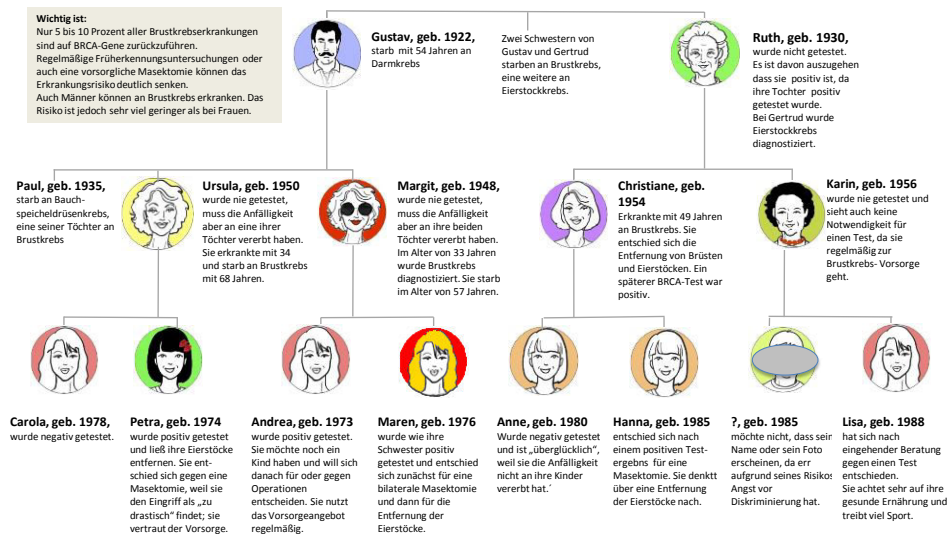 Wichtig ist:
Nur 5 bis 10 Prozent aller Brustkrebserkrankungen
sind auf BRCA-Gene zurückzuführen.
Regelmäßige Früherkennungsuntersuchungen oder
auch eine vorsorgliche Masektomie können das
Erkrankungsrisiko deutlich senken.
Auch Männer können an Brustkrebs erkranken. Das
Risiko ist jedoch sehr viel geringer als bei Frauen.
Gustav, geb. 1922,
starb mit 54 Jahren an
Darmkrebs
Zwei Schwestern von
Gustav und Gertrud
starben an Brustkrebs,
eine weitere an
Eierstockkrebs.
Ruth, geb. 1930,
wurde nicht getestet.
Es ist davon auszugehen
dass sie positiv ist, da
ihre Tochter positiv
getestet wurde.
Bei Gertrud wurde
Eierstockkrebs
diagnostiziert.
Paul, geb. 1935,
starb an Bauch-
speicheldrüsenkrebs,
eine seiner Töchter an
Brustkrebs
Ursula, geb. 1950
wurde nie getestet,
muss die Anfälligkeit
aber an eine ihrer
Töchter vererbt haben.
Sie erkrankte mit 34
und starb an Brustkrebs
mit 68 Jahren.
Margit, geb. 1948,
wurde nie getestet,
muss die Anfälligkeit
aber an ihre beiden
Töchter vererbt haben.
Im Alter von 33 Jahren
wurde Brustkrebs
diagnostiziert. Sie starb
im Alter von 57 Jahren.
Christiane, geb.
1954
Erkrankte mit 49 Jahren
an Brustkrebs. Sie
entschied sich die
Entfernung von Brüsten
und Eierstöcken. Ein
späterer BRCA-Test war
positiv.
Karin, geb. 1956
wurde nie getestet und
sieht auch keine
Notwendigkeit für
einen Test, da sie
regelmäßig zur
Brustkrebs- Vorsorge
geht.
Carola, geb. 1978,
wurde negativ getestet.
Petra, geb. 1974
wurde positiv getestet
und ließ ihre Eierstöcke
entfernen. Sie ent-
schied sich gegen eine
Masektomie, weil sie
den Eingriff als „zu
drastisch“ findet; sie
vertraut der Vorsorge.
Andrea, geb. 1973
wurde positiv getestet.
Sie möchte noch ein
Kind haben und will sich
danach für oder gegen
Operationen
entscheiden. Sie nutzt
das Vorsorgeangebot
regelmäßig.
Maren, geb. 1976
wurde wie ihre
Schwester positiv
getestet und entschied
sich zunächst für eine
bilaterale Masektomie
und dann für die
Entfernung der
Eierstöcke.
Anne, geb. 1980
Wurde negativ getestet
und ist „überglücklich“,
weil sie die Anfälligkeit
nicht an ihre Kinder
vererbt hat.´
Hanna, geb. 1985
entschied sich nach
einem positiven Test-
ergebns für eine
Masektomie. Sie denktt
über eine Entfernung
der Eierstöcke nach.
?, geb. 1985
möchte nicht, dass sein
Name oder sein Foto
erscheinen, da err
aufgrund seines Risikos
Angst vor
Diskriminierung hat.
Lisa, geb. 1988
hat sich nach
eingehender Beratung
gegen einen Test
entschieden.
Sie achtet sehr auf ihre
gesunde Ernährung und
treibt viel Sport.